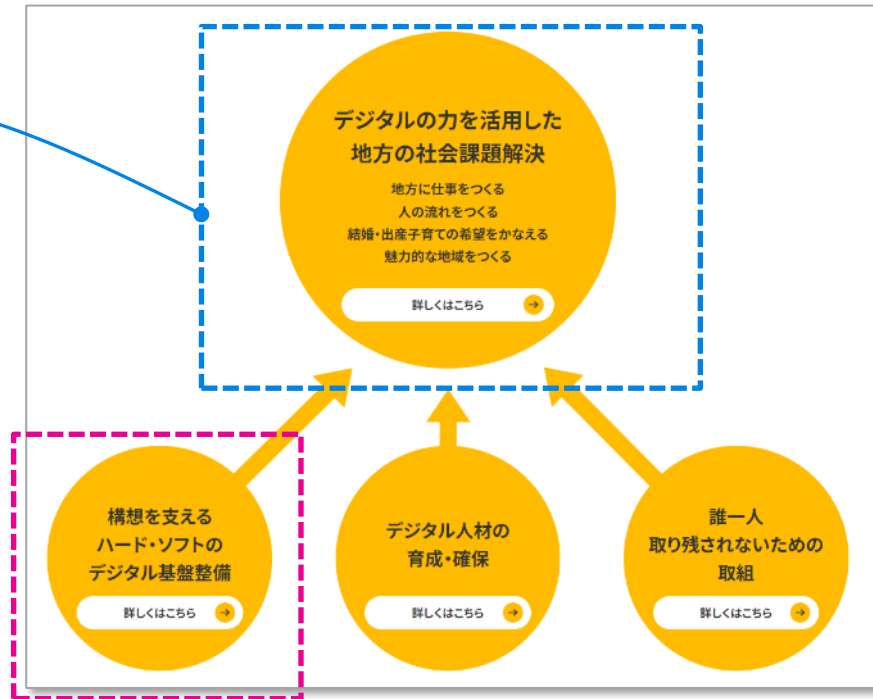 デジタルの力を活用した
地方の社会課題解決
地方に仕事をつくる
人の流れをつくる
結婚・出産子育ての希望をかなえる
魅力的な地域をつくる
詳しくはこちら
構想を支える
ハード・ソフトの
デジタル基盤整備
詳しくはこちら
デジタル人材の
育成・確保
詳しくはこちら
誰一人
取り残されないための
取組
詳しくはこちら